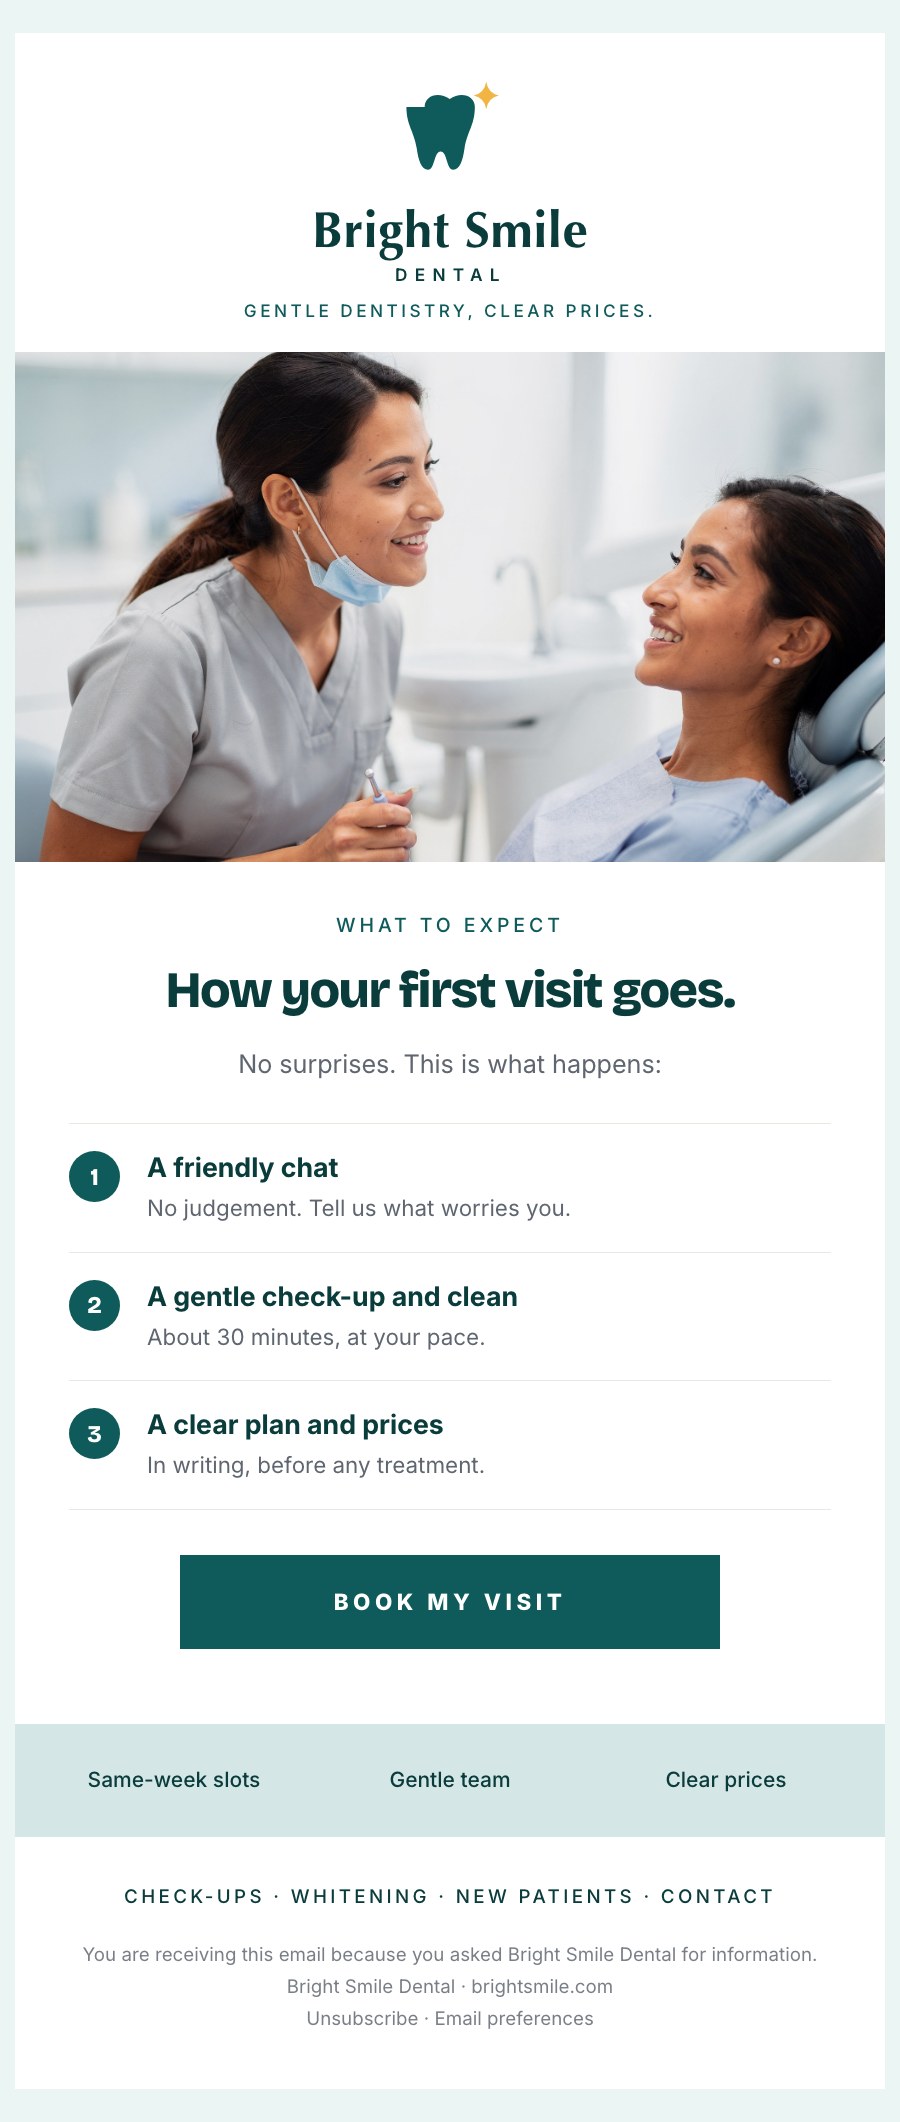 Bright Smile
DENTAL
GENTLE DENTISTRY, CLEAR PRICES.
WHAT TO EXPECT
How your first visit goes.
No surprises. This is what happens:
1
A friendly chat
No judgement. Tell us what worries you.
2
A gentle check-up and clean
About 30 minutes, at your pace.
3
A clear plan and prices
In writing, before any treatment.
BOOK MY VISIT
Same-week slots Gentle team Clear prices
CHECK-UPS · WHITENING · NEW PATIENTS · CONTACT
You are receiving this email because you asked Bright Smile Dental for information.
Bright Smile Dental · brightsmile.com
Unsubscribe · Email preferences